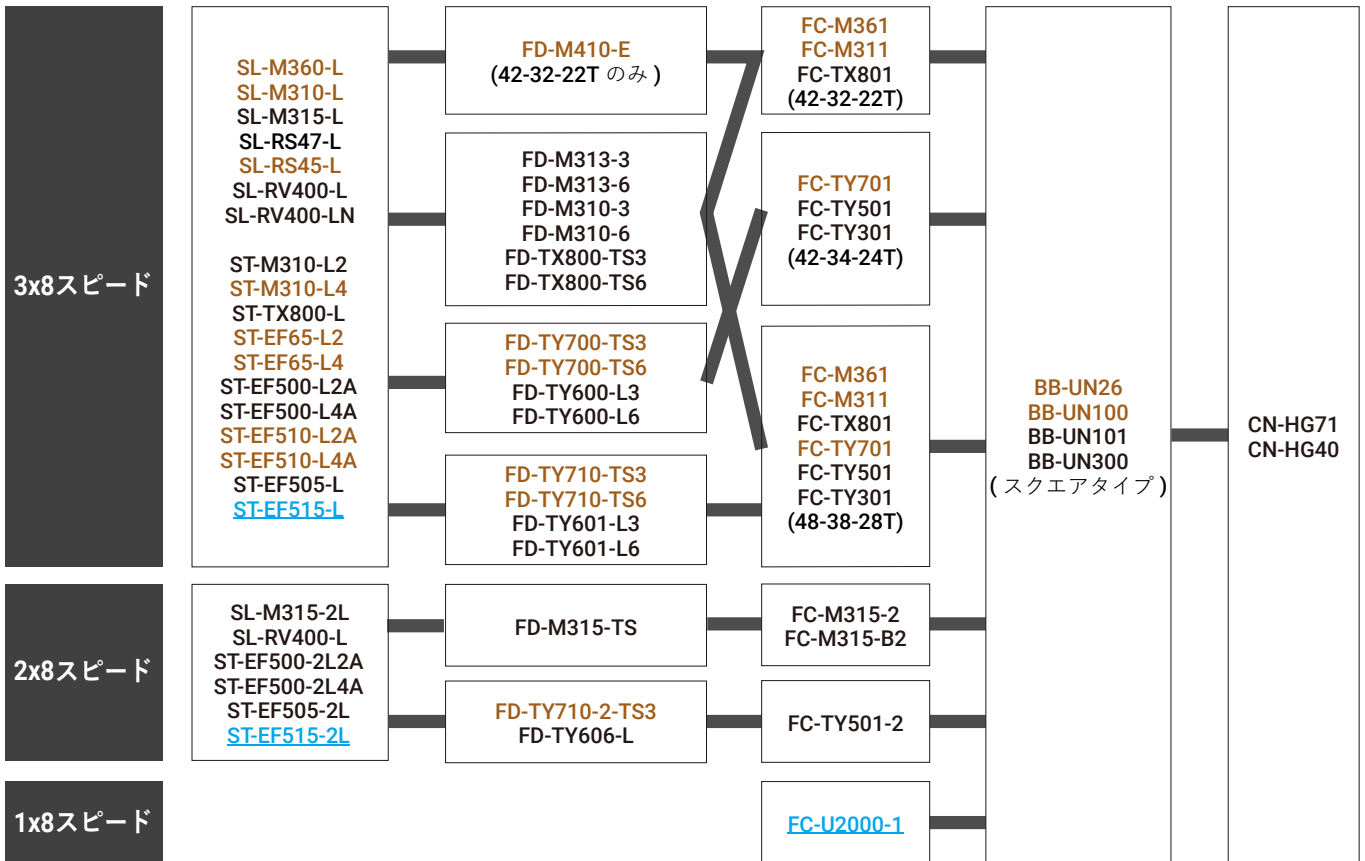 3x8スピード
SL-M360-L
SL-M310-L
SL-M315-L
SL-RS47-L
SL-RS45-L
SL-RV400-L
SL-RV400-LN
ST-M310-L2
ST-M310-L4
ST-TX800-L
ST-EF65-L2
ST-EF65-L4
ST-EF500-L2A
ST-EF500-L4A
ST-EF510-L2A
ST-EF510-L4A
ST-EF505-L
ST-EF515-L
FD-M410-E
(42-32-22T のみ )
FD-M313-3
FD-M313-6
FD-M310-3
FD-M310-6
FD-TX800-TS3
FD-TX800-TS6
FD-TY700-TS3
FD-TY700-TS6
FD-TY600-L3
FD-TY600-L6
FD-TY710-TS3
FD-TY710-TS6
FD-TY601-L3
FD-TY601-L6
FC-M361
FC-M311
FC-TX801
(42-32-22T)
FC-TY701
FC-TY501
FC-TY301
(42-34-24T)
FC-M361
FC-M311
FC-TX801
FC-TY701
FC-TY501
FC-TY301
(48-38-28T)
2x8スピード
SL-M315-2L
SL-RV400-L
ST-EF500-2L2A
ST-EF500-2L4A
ST-EF505-2L
ST-EF515-2L
FD-M315-TS
FD-TY710-2-TS3
FD-TY606-L
FC-M315-2
FC-M315-B2
FC-TY501-2
1x8スピード
FC-U2000-1
BB-UN26
BB-UN100
BB-UN101
BB-UN300
( スクエアタイプ )
CN-HG71
CN-HG40